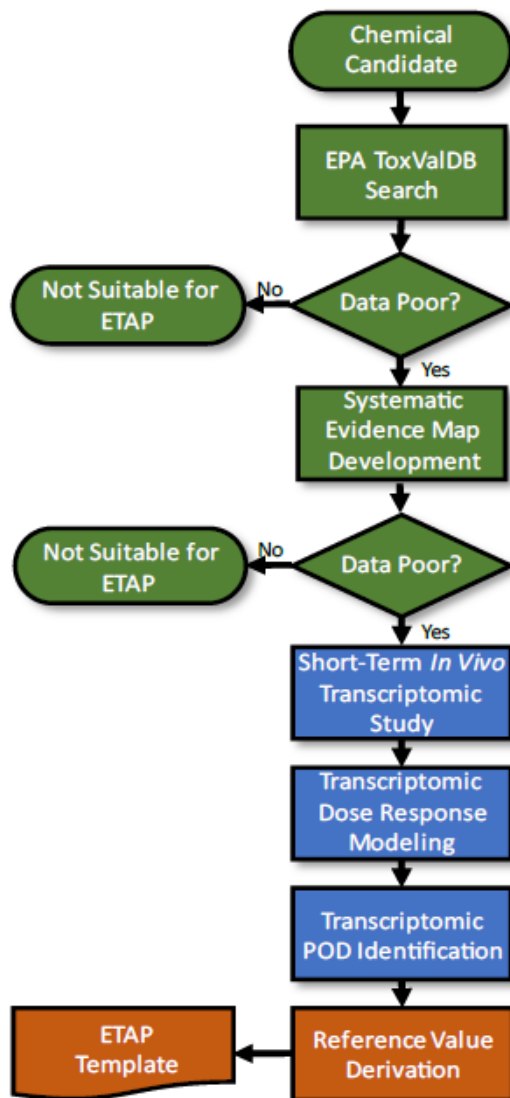 Chemical
Candidate
EPA ToxValDB
Search
Not Suitable for
ETAP
No
Data Poor?
Yes
Systematic
Evidence Map
Development
Not Suitable for
ETAP
No
Data Poor?
Yes
Short-Term In Vivo
Transcriptomic
Study
Transcriptomic
Dose Response
Modeling
Transcriptomic
POD Identification
ETAP
Template
Reference Value
Derivation